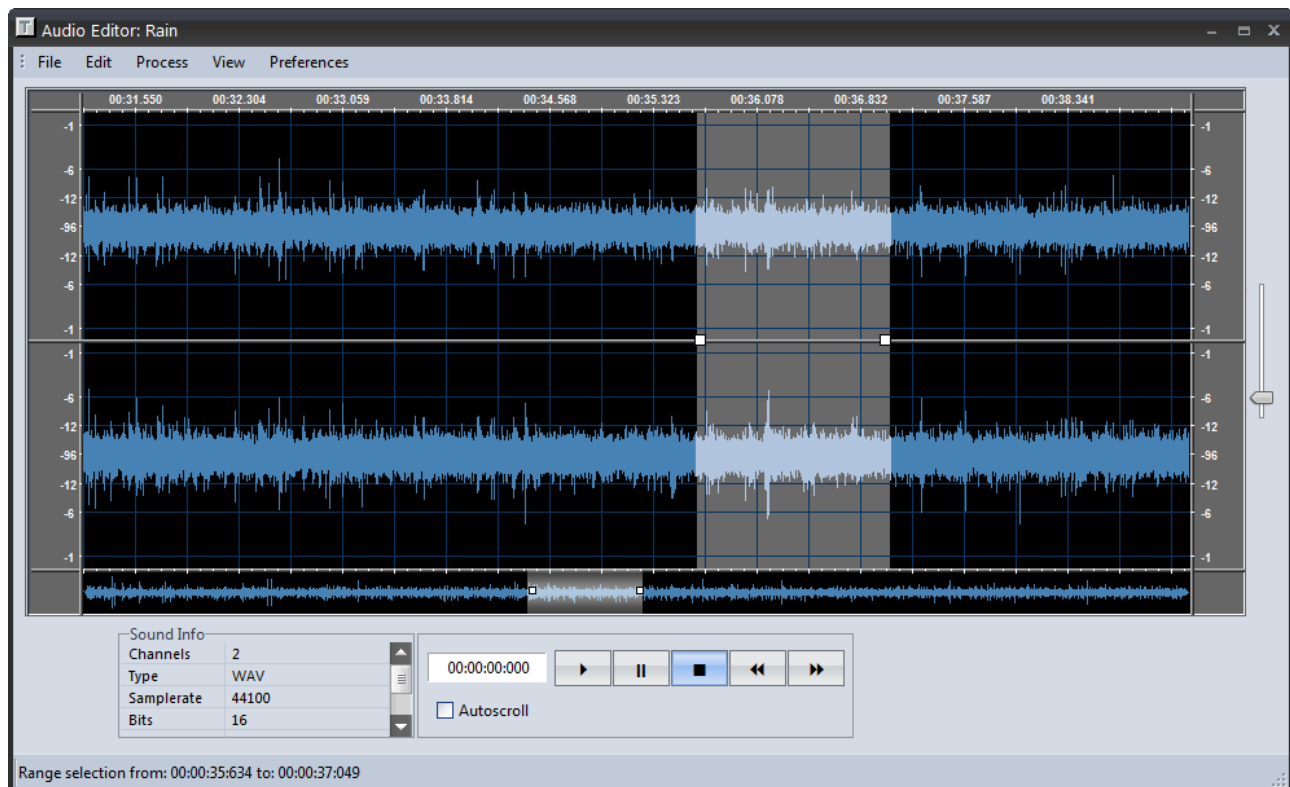 T Audio Editor: Rain
File Edit Process View Preferences
00:31.550 00:32.304 00:33.059 00:33.814 00:34.568 00:35.323 00:36.078 00:36.832 00:37.587 00:38.341
-1 -1
-6 -6
-12 -12
-96 -96
-12 -12
-6 -6
-1 -1
-1 -1
-6 -6
-12 -12
-96 -96
-12 -12
-6 -6
-1 -1
Sound Info
Channels 2
Type WAV
Samplerate 44100
Bits 16
00:00:00:000
Autoscroll
Range selection from: 00:00:35:634 to: 00:00:37:049